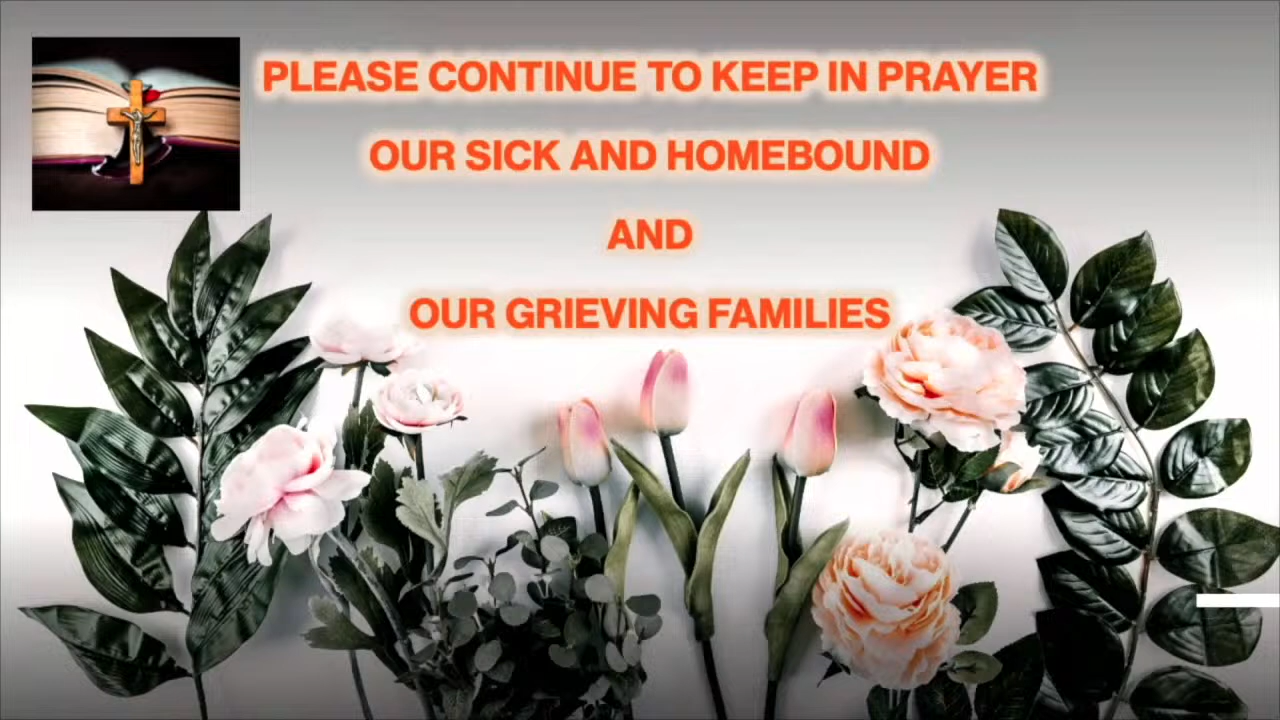 PLEASE CONTINUE TO KEEP IN PRAYER
OUR SICK AND HOMEBOUND
AND
OUR GRIEVING FAMILIES